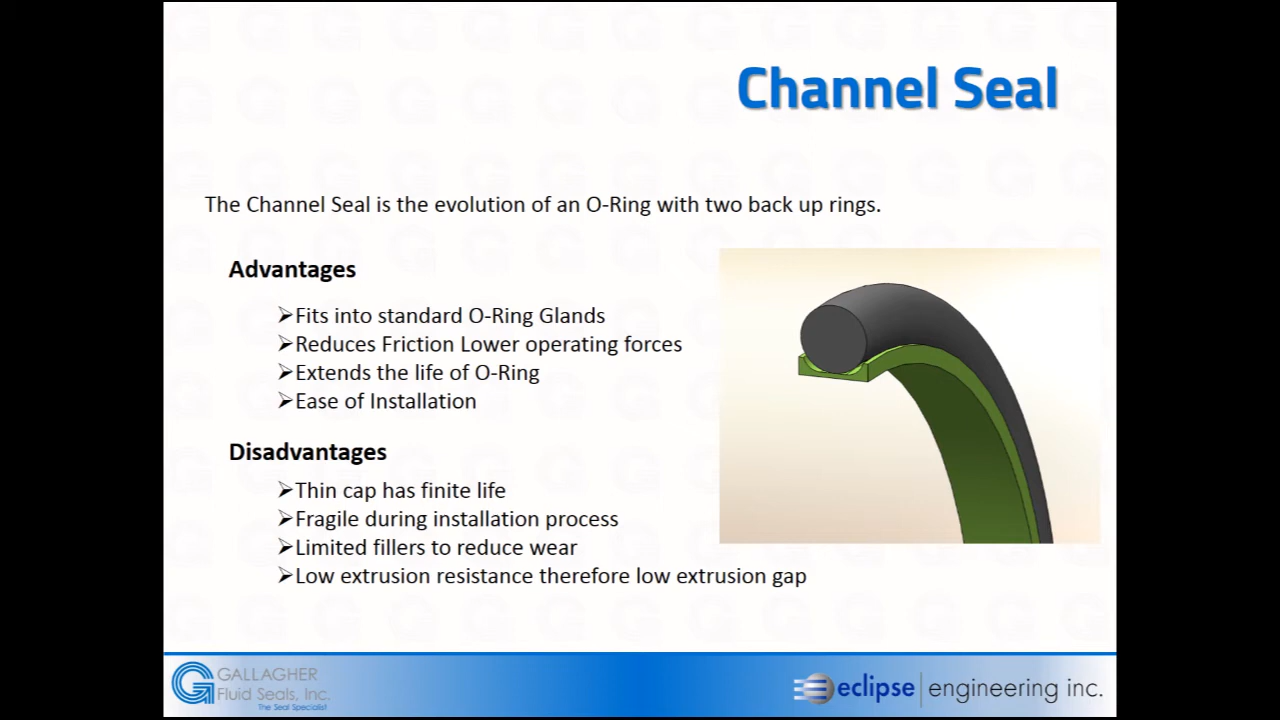 Channel Seal
The Channel Seal is the evolution of an O-Ring with two back up rings.
Advantages
➢Fits into standard O-Ring Glands
➢Reduces Friction Lower operating forces
➢Extends the life of O-Ring
➢Ease of Installation
Disadvantages
➢Thin cap has finite life
➢Fragile during installation process
➢Limited fillers to reduce wear
➢Low extrusion resistance therefore low extrusion gap
GALLAGHER
Fluid Seals, Inc.
The Seal Specialist
eclipse engineering inc.